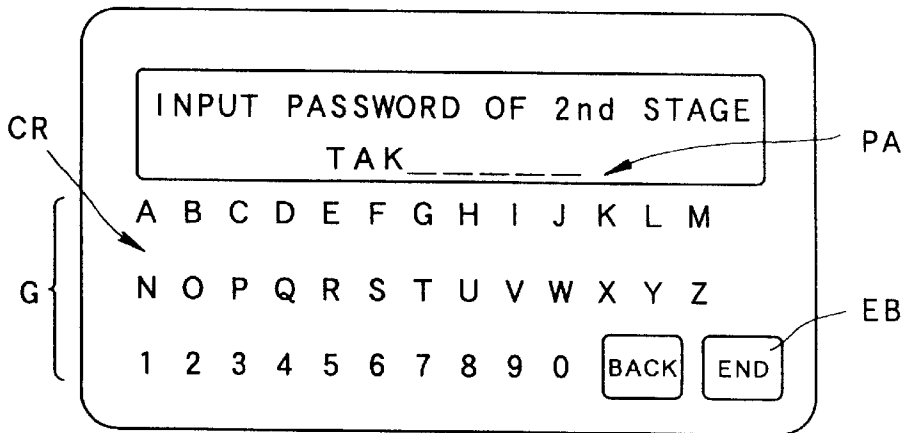 INPUT PASSWORD OF 2nd STAGE
CR
TAK_____
PA
A B C D E F G H I J K L M
G
N O P Q R S T U V W X Y Z
EB
1 2 3 4 5 6 7 8 9 0 BACK END